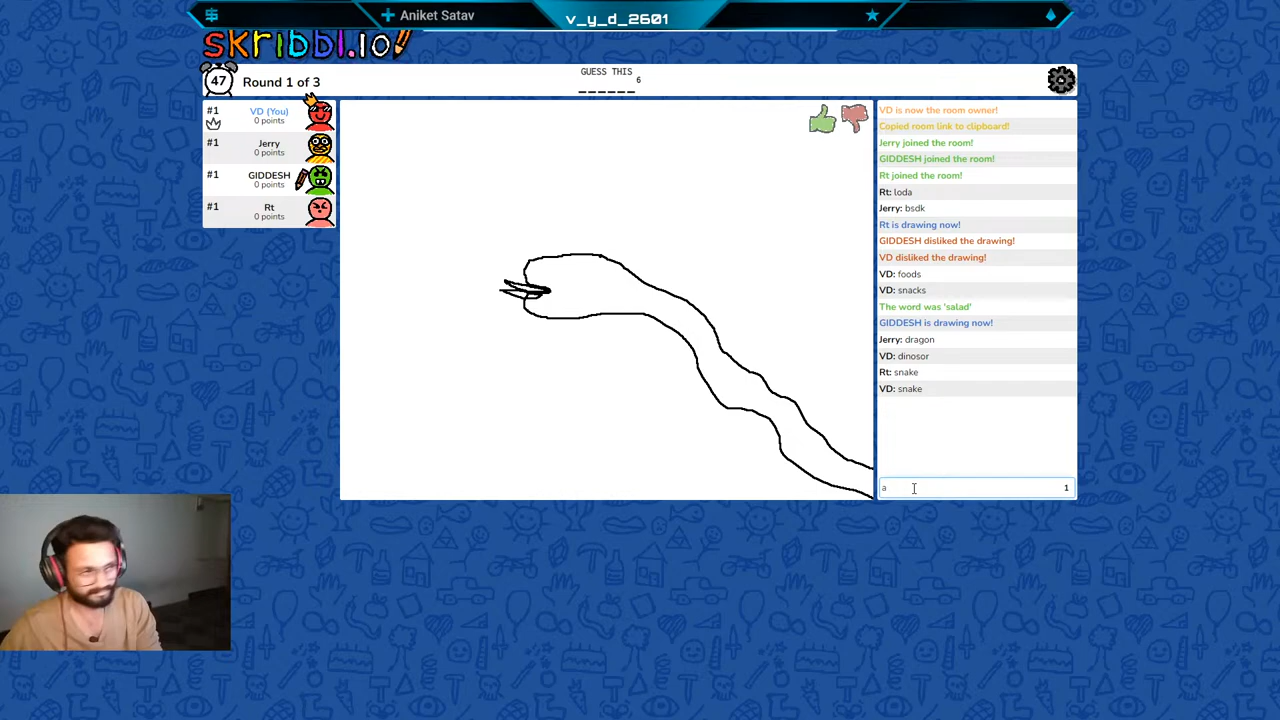 Aniket Satav
v_y_d_2601
skribbl.io
47
Round 1 of 3
GUESS THIS
______ 6
#1 VD (You)
0 points
#1 Jerry
0 points
#1 GIDDESH
0 points
#1 Rt
0 points
VD is now the room owner!
Copied room link to clipboard!
Jerry joined the room!
GIDDESH joined the room!
Rt joined the room!
Rt: loda
Jerry: bsdk
Rt is drawing now!
GIDDESH disliked the drawing!
VD disliked the drawing!
VD: foods
VD: snacks
The word was 'salad'
GIDDESH is drawing now!
Jerry: dragon
VD: dinosor
Rt: snake
VD: snake
a 1